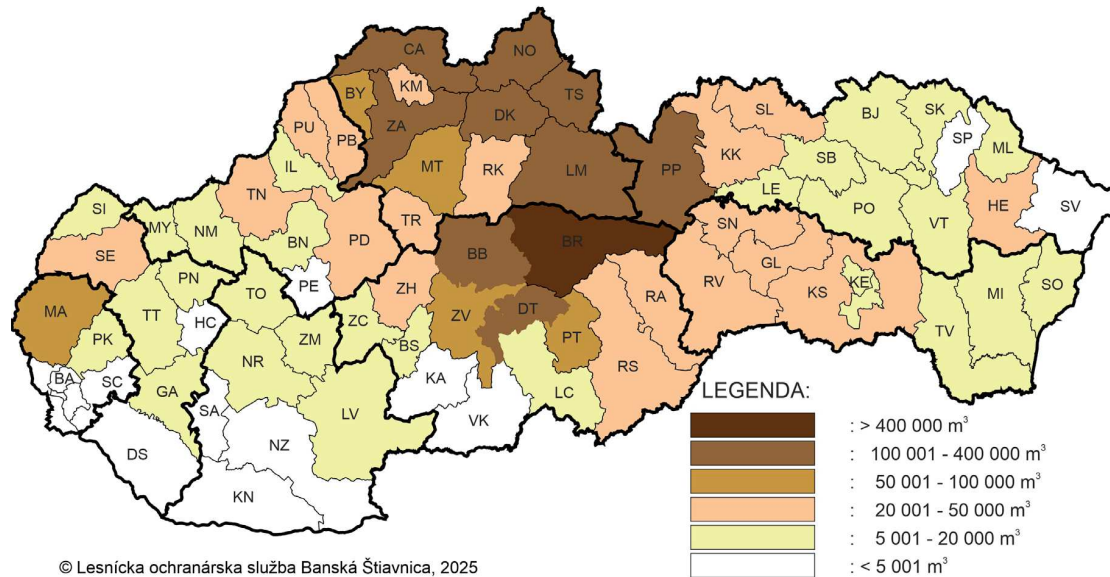 CA
NO
BY
KM
TS
ZA
DK
PU
PB
SL
BJ
SK
SP
ML
IL
MT
RK
LM
PP
KK
SB
LE
PO
VT
HE
SV
TN
SI
MY
NM
BN
TR
PD
SE
BB
BR
SN
GL
RV
KS
KE
MI
SO
TV
PN
TO
PE
ZH
MA
TT
HC
ZC
ZV
DT
PT
RA
PK
NR
ZM
BS
BA
SC
GA
SA
LV
KA
VK
LC
RS
DS
NZ
KN
LEGENDA:
: > 400 000 m³
: 100 001 - 400 000 m³
: 50 001 - 100 000 m³
: 20 001 - 50 000 m³
: 5 001 - 20 000 m³
: < 5 001 m³
© Lesnícka ochranárska služba Banská Štiavnica, 2025